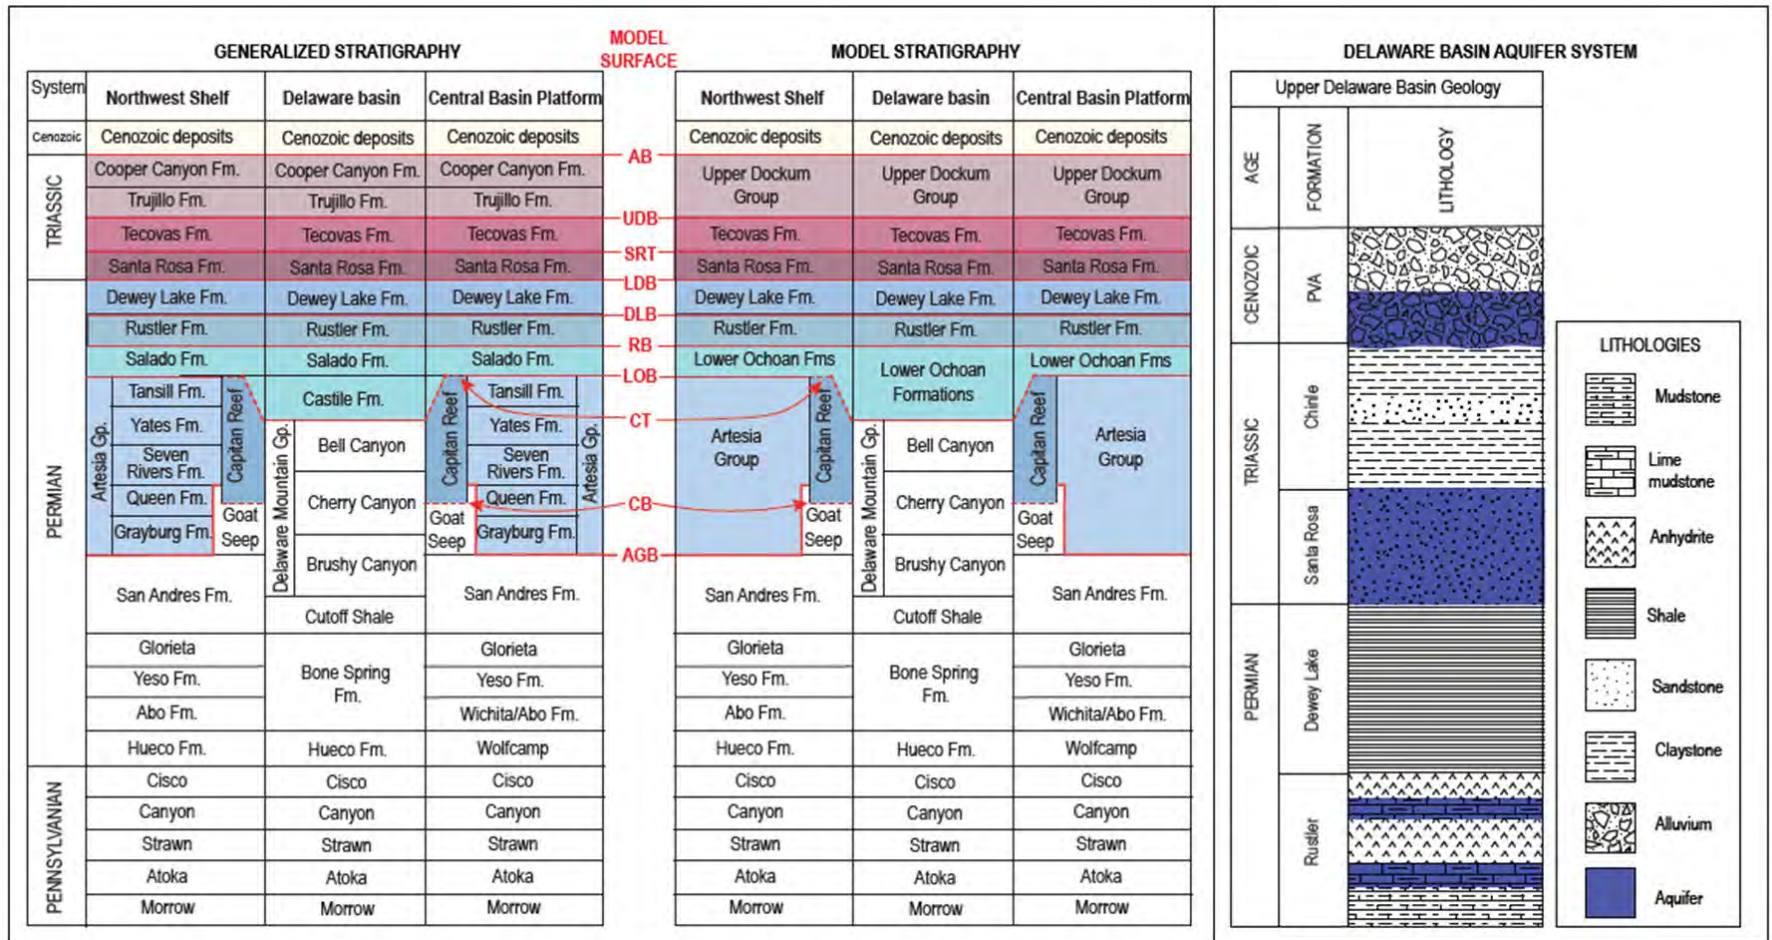 GENERALIZED STRATIGRAPHY
MODEL
SURFACE
MODEL STRATIGRAPHY
DELAWARE BASIN AQUIFER SYSTEM
System
Northwest Shelf
Delaware basin
Central Basin Platform
Cenozoic
Cenozoic deposits
Cenozoic deposits
Cenozoic deposits
TRIASSIC
Cooper Canyon Fm.
Cooper Canyon Fm.
Cooper Canyon Fm.
Trujillo Fm.
Trujillo Fm.
Trujillo Fm.
Tecovas Fm.
Tecovas Fm.
Tecovas Fm.
Santa Rosa Fm.
Santa Rosa Fm.
Santa Rosa Fm.
PERMIAN
Dewey Lake Fm.
Dewey Lake Fm.
Dewey Lake Fm.
Rustler Fm.
Rustler Fm.
Rustler Fm.
Salado Fm.
Salado Fm.
Salado Fm.
Artesia Gp.
Tansill Fm.
Yates Fm.
Seven
Rivers Fm.
Queen Fm.
Grayburg Fm.
Capitan Reef
Goat
Seep
Castile Fm.
Delaware Mountain Gp.
Bell Canyon
Cherry Canyon
Brushy Canyon
Capitan Reef
Goat
Seep
Tansill Fm.
Yates Fm.
Seven
Rivers Fm.
Queen Fm.
Grayburg Fm.
Artesia Gp.
San Andres Fm.
Cutoff Shale
San Andres Fm.
Glorieta
Yeso Fm.
Abo Fm.
Bone Spring
Fm.
Glorieta
Yeso Fm.
Wichita/Abo Fm.
Hueco Fm.
Hueco Fm.
Wolfcamp
PENNSYLVANIAN
Cisco
Cisco
Cisco
Canyon
Canyon
Canyon
Strawn
Strawn
Strawn
Atoka
Atoka
Atoka
Morrow
Morrow
Morrow
AB
UDB
SRT
LDB
DLB
RB
LOB
CT
CB
AGB
Northwest Shelf
Delaware basin
Central Basin Platform
Cenozoic deposits
Cenozoic deposits
Cenozoic deposits
Upper Dockum
Group
Upper Dockum
Group
Upper Dockum
Group
Tecovas Fm.
Tecovas Fm.
Tecovas Fm.
Santa Rosa Fm.
Santa Rosa Fm.
Santa Rosa Fm.
Dewey Lake Fm.
Dewey Lake Fm.
Dewey Lake Fm.
Rustler Fm.
Rustler Fm.
Rustler Fm.
Lower Ochoan Fms
Lower Ochoan
Formations
Lower Ochoan Fms
Artesia
Group
Capitan Reef
Goat
Seep
Delaware Mountain Gp.
Bell Canyon
Cherry Canyon
Brushy Canyon
Capitan Reef
Goat
Seep
Artesia
Group
San Andres Fm.
Cutoff Shale
San Andres Fm.
Glorieta
Yeso Fm.
Abo Fm.
Bone Spring
Fm.
Glorieta
Yeso Fm.
Wichita/Abo Fm.
Hueco Fm.
Hueco Fm.
Wolfcamp
Cisco
Cisco
Cisco
Canyon
Canyon
Canyon
Strawn
Strawn
Strawn
Atoka
Atoka
Atoka
Morrow
Morrow
Morrow
Upper Delaware Basin Geology
AGE
FORMATION
LITHOLOGY
CENOZOIC
PVA
TRIASSIC
Chinle
Santa Rosa
PERMIAN
Dewey Lake
Rustler
LITHOLOGIES
Mudstone
Lime
mudstone
Anhydrite
Shale
Sandstone
Claystone
Alluvium
Aquifer